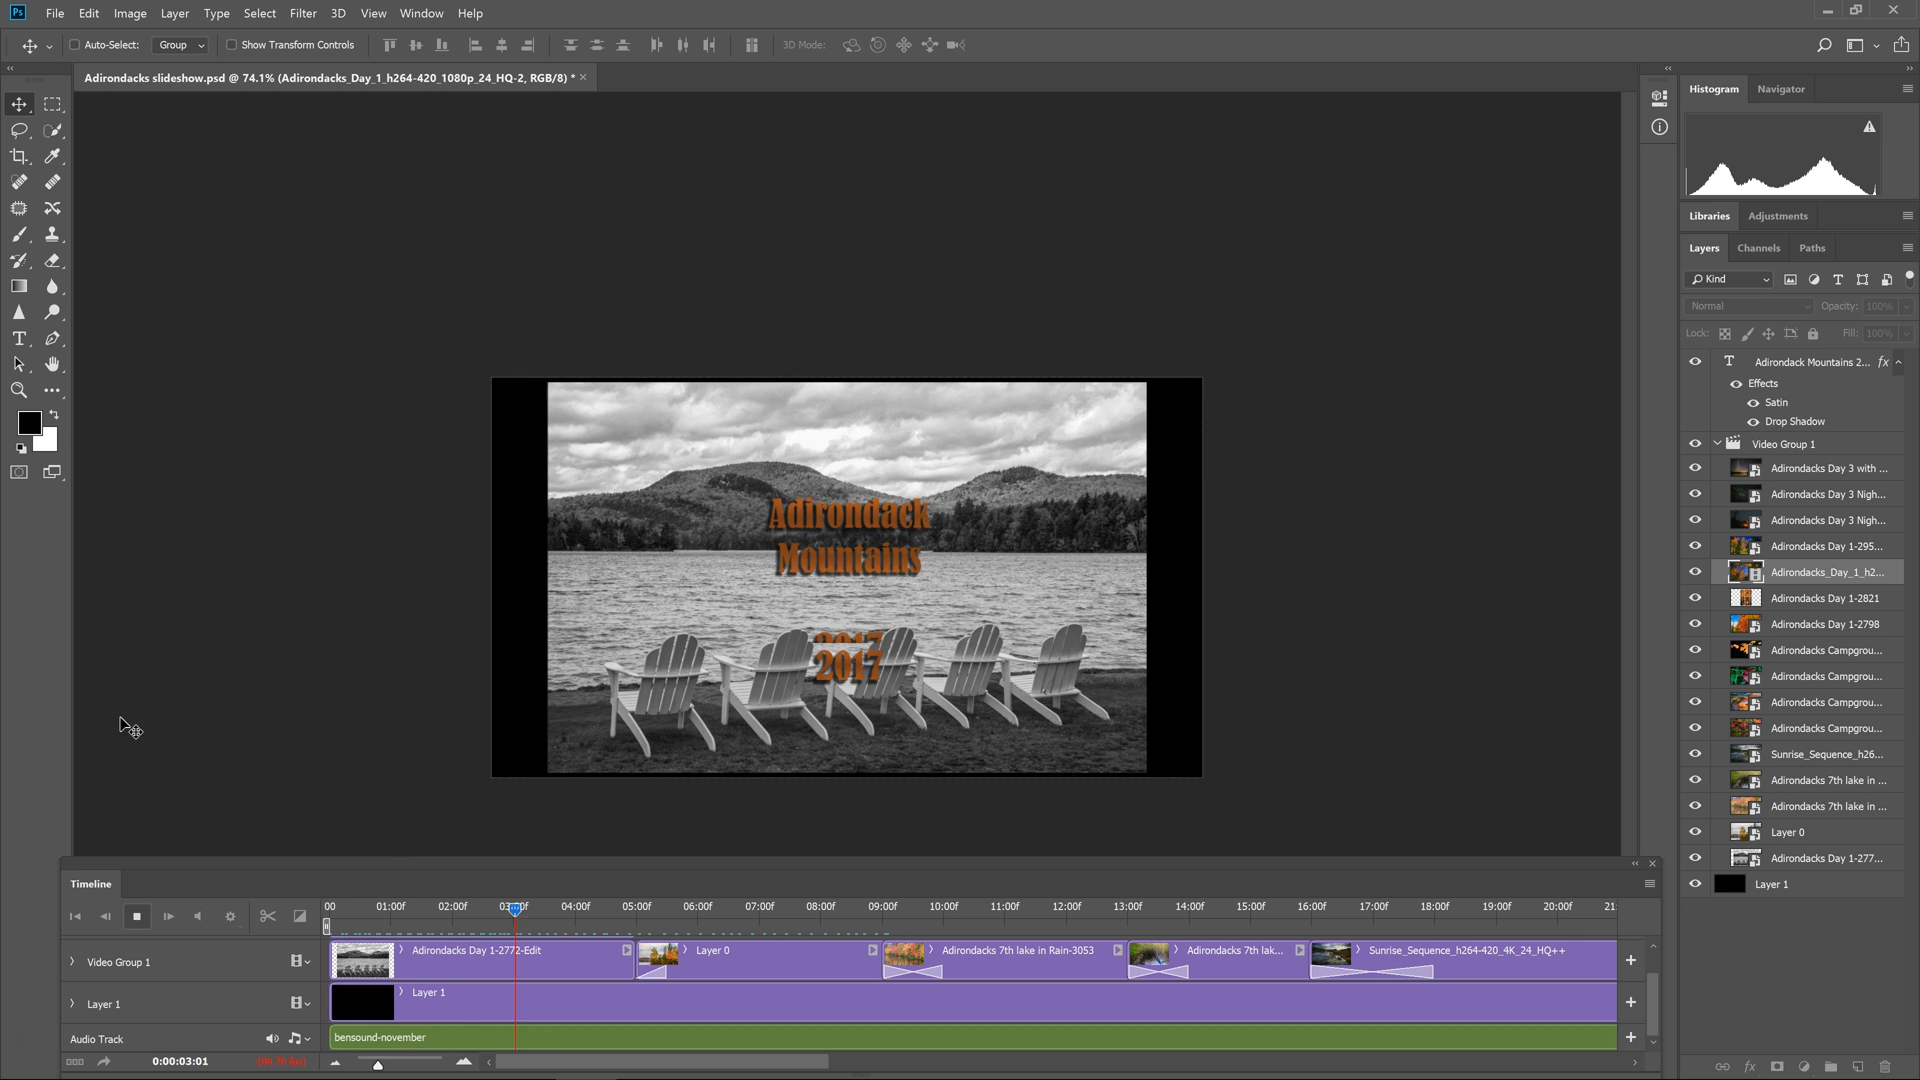 Ps File Edit Image Layer Type Select Filter 3D View Window Help
Auto-Select: Group Show Transform Controls 3D Mode:
Adirondacks slideshow.psd @ 74.1% (Adirondacks_Day_1_h264-420_1080p_24_HQ-2, RGB/8) *
Histogram Navigator
Libraries Adjustments
Layers Channels Paths
Kind
Normal Opacity: 100%
Lock: Fill: 100%
Adirondack Mountains 2... fx
Effects
Satin
Drop Shadow
Video Group 1
Adirondacks Day 3 with ...
Adirondacks Day 3 Nigh...
Adirondacks Day 3 Nigh...
Adirondacks Day 1-295...
Adirondacks_Day_1_h2...
Adirondacks Day 1-2821
Adirondacks Day 1-2798
Adirondacks Campgrou...
Adirondacks Campgrou...
Adirondacks Campgrou...
Adirondacks Campgrou...
Sunrise_Sequence_h26...
Adirondacks 7th lake in ...
Adirondacks 7th lake in ...
Layer 0
Adirondacks Day 1-277...
Layer 1
fx
Adirondack
Mountains
2017
2017
Timeline
00 01:00f 02:00f 03:00f 04:00f 05:00f 06:00f 07:00f 08:00f 09:00f 10:00f 11:00f 12:00f 13:00f 14:00f 15:00f 16:00f 17:00f 18:00f 19:00f 20:00f 21:
Video Group 1 Adirondacks Day 1-2772-Edit Layer 0 Adirondacks 7th lake in Rain-3053 Adirondacks 7th lak... Sunrise_Sequence_h264-420_4K_24_HQ++
Layer 1 Layer 1
Audio Track bensound-november
0:00:03:01